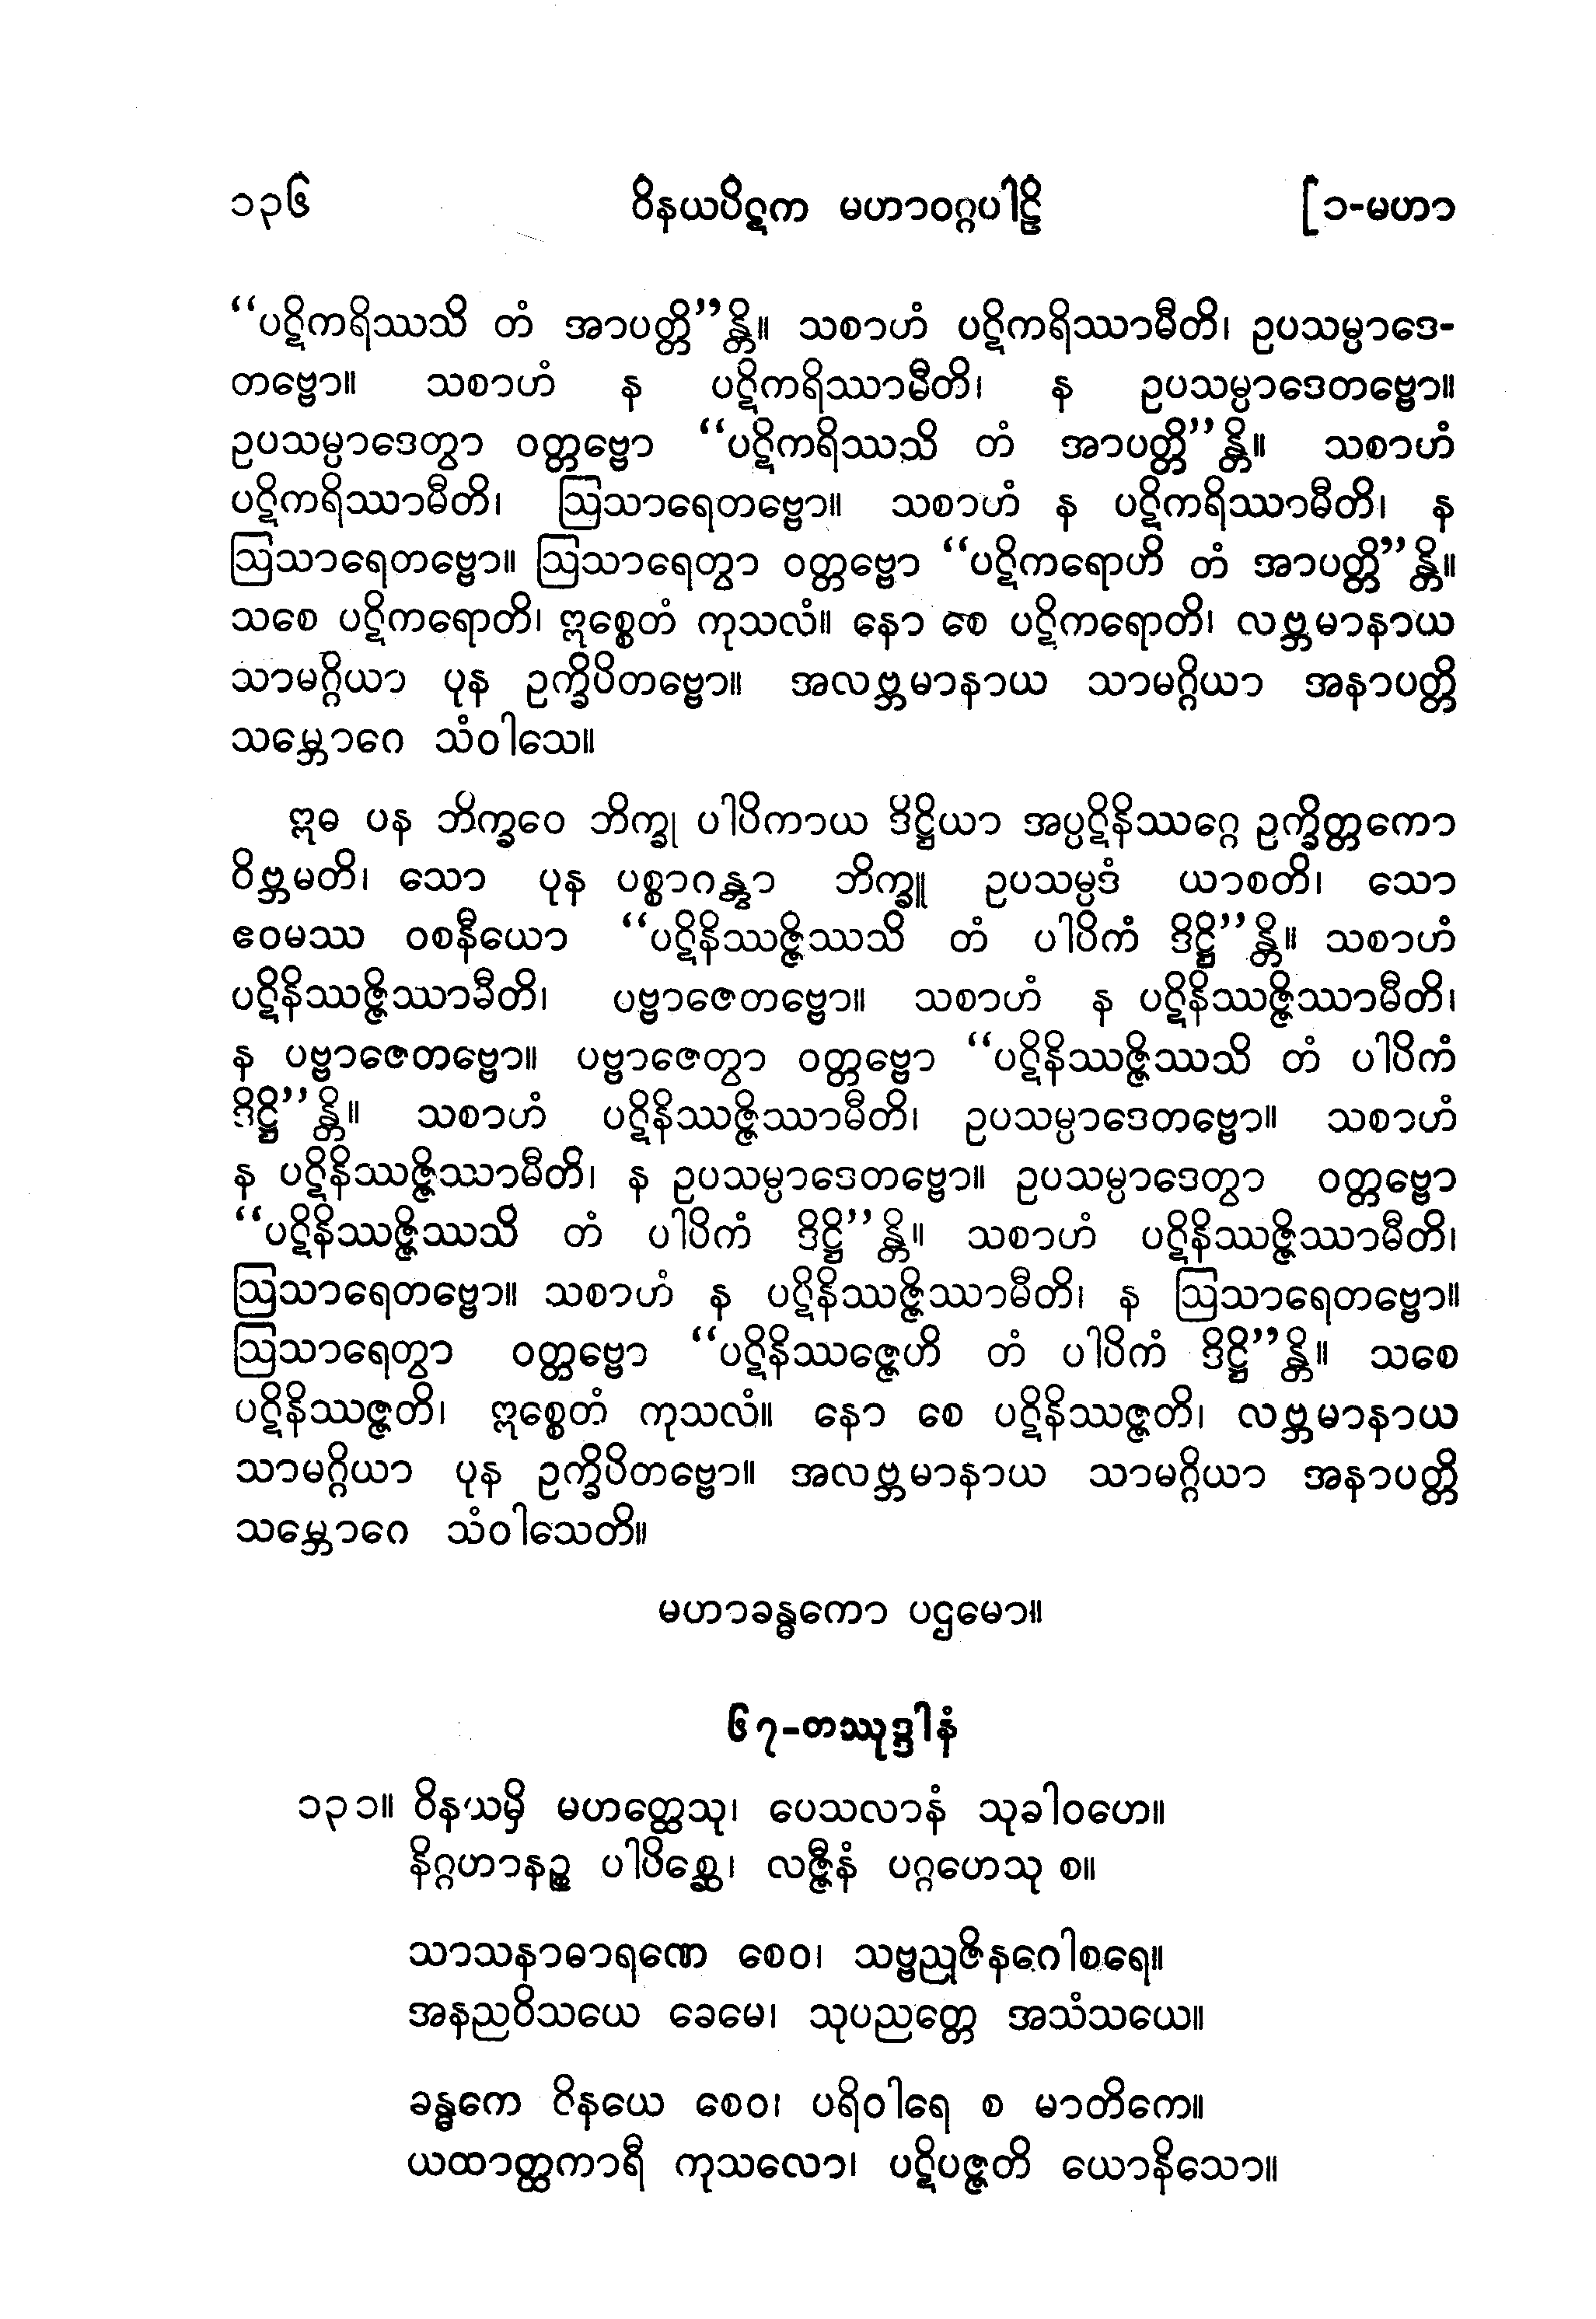 ၁၃၆ ဝိနယပိဋက မဟာဝဂ္ဂပါဠိ [၁-မဟာ
“ပဋိကရိဿသိ တံ အာပတ္တိ”န္တိ။ သစာဟံ ပဋိကရိဿာမီတိ၊ ဥပသမ္ပာဒေ-
တဗ္ဗော။ သစာဟံ န ပဋိကရိဿာမီတိ၊ န ဥပသမ္ပာဒေတဗ္ဗော။
ဥပသမ္ပာဒေတွာ ဝတ္တဗ္ဗော “ပဋိကရိဿသိ တံ အာပတ္တိ”န္တိ။ သစာဟံ
ပဋိကရိဿာမီတိ၊ ဩသာရေတဗ္ဗော။ သစာဟံ န ပဋိကရိဿာမီတိ၊ န
ဩသာရေတဗ္ဗော။ ဩသာရေတွာ ဝတ္တဗ္ဗော “ပဋိကရောဟိ တံ အာပတ္တိ”န္တိ။
သစေ ပဋိကရောတိ၊ ဣစ္စေတံ ကုသလံ။ နော စေ ပဋိကရောတိ၊ လဗ္ဘမာနာယ
သာမဂ္ဂိယာ ပုန ဥက္ခိပိတဗ္ဗော။ အလဗ္ဘမာနာယ သာမဂ္ဂိယာ အနာပတ္တိ
သမ္ဘောဂေ သံဝါသေ။
ဣဓ ပန ဘိက္ခဝေ ဘိက္ခု ပါပိကာယ ဒိဋ္ဌိယာ အပ္ပဋိနိဿဂ္ဂေ ဥက္ခိတ္တကော
ဝိဗ္ဘမတိ၊ သော ပုန ပစ္စာဂန္တွာ ဘိက္ခူ ဥပသမ္ပဒံ ယာစတိ၊ သော
ဧဝမဿ ဝစနီယော “ပဋိနိဿဇ္ဇိဿသိ တံ ပါပိကံ ဒိဋ္ဌိ”န္တိ။ သစာဟံ
ပဋိနိဿဇ္ဇိဿာမီတိ၊ ပဗ္ဗာဇေတဗ္ဗော။ သစာဟံ န ပဋိနိဿဇ္ဇိဿာမီတိ၊
န ပဗ္ဗာဇေတဗ္ဗော။ ပဗ္ဗာဇေတွာ ဝတ္တဗ္ဗော “ပဋိနိဿဇ္ဇိဿသိ တံ ပါပိကံ
ဒိဋ္ဌိ”န္တိ။ သစာဟံ ပဋိနိဿဇ္ဇိဿာမီတိ၊ ဥပသမ္ပာဒေတဗ္ဗော။ သစာဟံ
န ပဋိနိဿဇ္ဇိဿာမီတိ၊ န ဥပသမ္ပာဒေတဗ္ဗော။ ဥပသမ္ပာဒေတွာ ဝတ္တဗ္ဗော
“ပဋိနိဿဇ္ဇိဿသိ တံ ပါပိကံ ဒိဋ္ဌိ”န္တိ။ သစာဟံ ပဋိနိဿဇ္ဇိဿာမီတိ၊
ဩသာရေတဗ္ဗော။ သစာဟံ န ပဋိနိဿဇ္ဇိဿာမီတိ၊ န ဩသာရေတဗ္ဗော။
ဩသာရေတွာ ဝတ္တဗ္ဗော “ပဋိနိဿဇ္ဇေဟိ တံ ပါပိကံ ဒိဋ္ဌိ”န္တိ။ သစေ
ပဋိနိဿဇ္ဇတိ၊ ဣစ္စေတံ ကုသလံ။ နော စေ ပဋိနိဿဇ္ဇတိ၊ လဗ္ဘမာနာယ
သာမဂ္ဂိယာ ပုန ဥက္ခိပိတဗ္ဗော။ အလဗ္ဘမာနာယ သာမဂ္ဂိယာ အနာပတ္တိ
သမ္ဘောဂေ သံဝါသေတိ။
မဟာခန္ဓကော ပဌမော။
၆၇-တဿုဒ္ဒါနံ
၁၃၁။ ဝိနယမှိ မဟတ္ထေသု၊ ပေသလာနံ သုခါဝဟေ။
နိဂ္ဂဟာနဉ္စ ပါပိစ္ဆေ၊ လဇ္ဇီနံ ပဂ္ဂဟေသု စ။
သာသနာဓာရဏေ စေဝ၊ သဗ္ဗညုဇိနဂေါစရေ။
အနညဝိသယေ ခေမေ၊ သုပညတ္တေ အသံသယေ။
ခန္ဓကေ ဝိနယေ စေဝ၊ ပရိဝါရေ စ မာတိကေ။
ယထာတ္ထကာရီ ကုသလော၊ ပဋိပဇ္ဇတိ ယောနိသော။